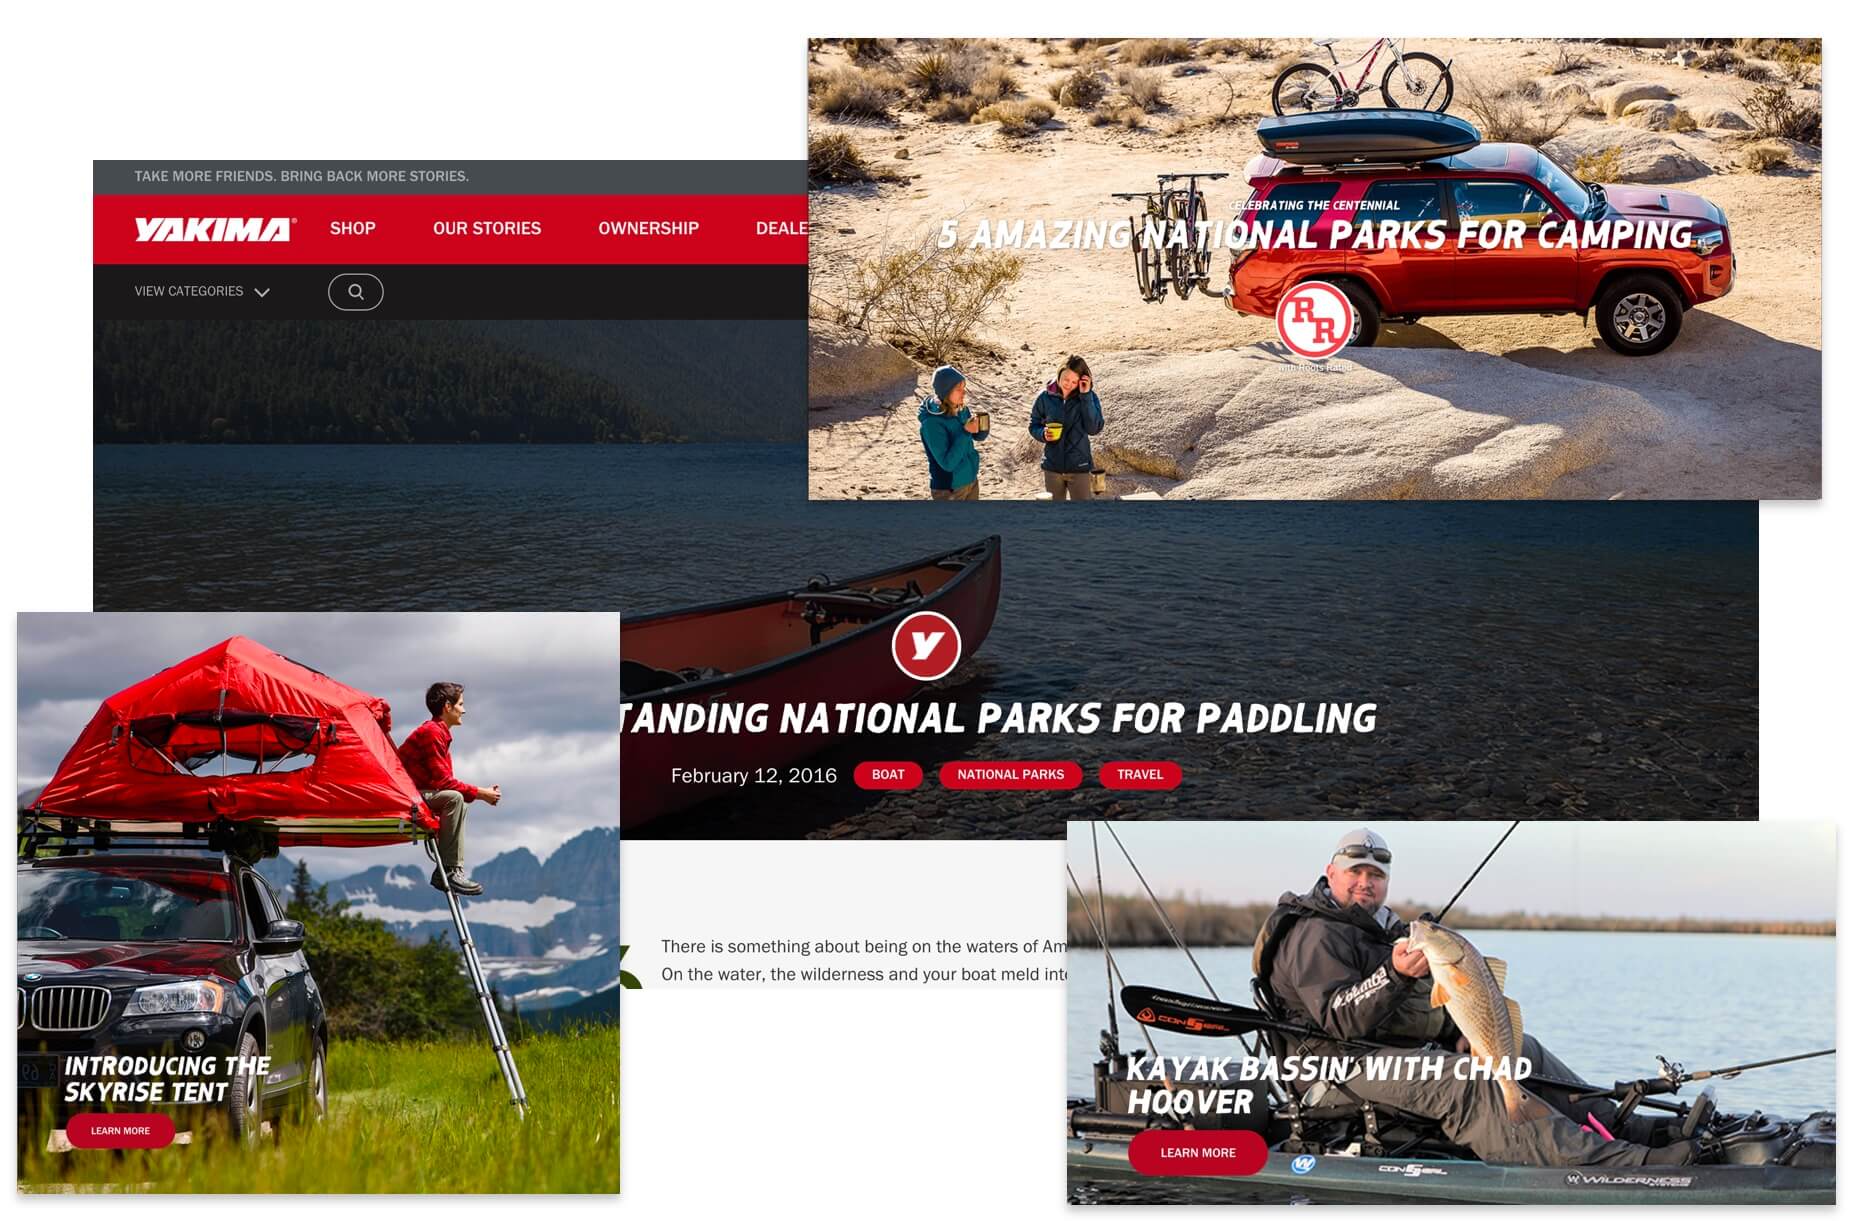 TAKE MORE FRIENDS. BRING BACK MORE STORIES.
YAKIMA®
SHOP
OUR STORIES
OWNERSHIP
DEALE
VIEW CATEGORIES
CELEBRATING THE CENTENNIAL
5 AMAZING NATIONAL PARKS FOR CAMPING
RR
with Roots Rated
Y
TANDING NATIONAL PARKS FOR PADDLING
February 12, 2016
BOAT
NATIONAL PARKS
TRAVEL
There is something about being on the waters of Am
On the water, the wilderness and your boat meld int
INTRODUCING THE
SKYRISE TENT
LEARN MORE
KAYAK BASSIN' WITH CHAD
HOOVER
LEARN MORE
W
WILDERNESS
SYSTEMS